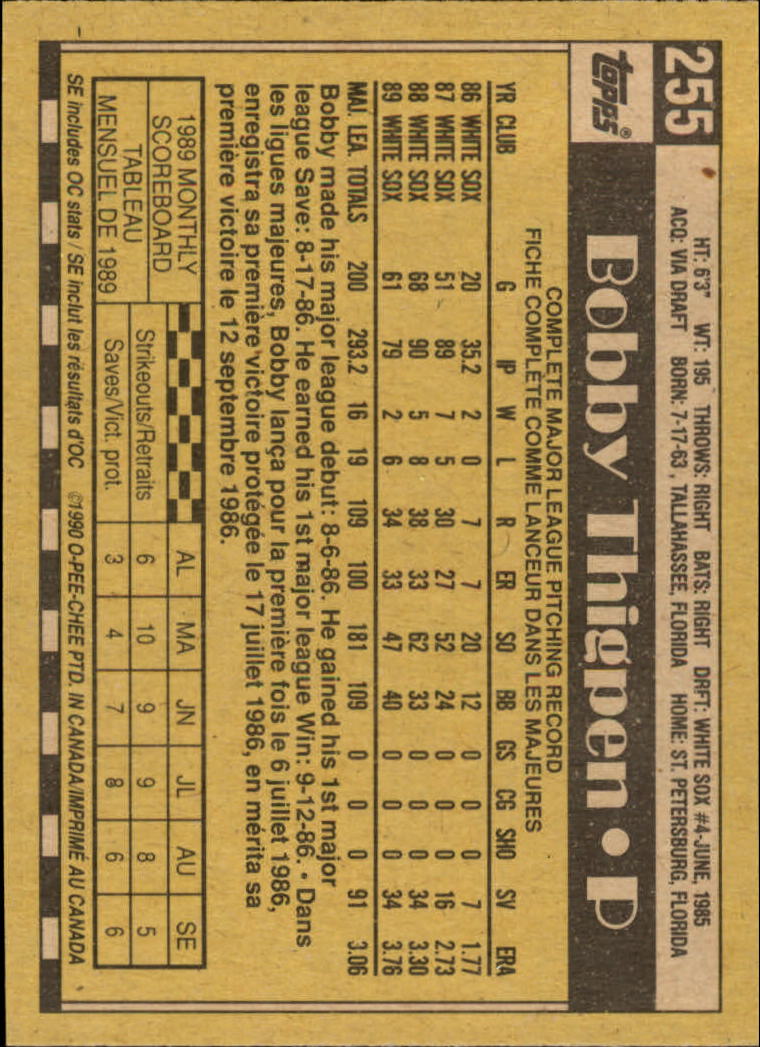 255
HT: 6'3" WT: 195 THROWS: RIGHT BATS: RIGHT DRFT: WHITE SOX #4-JUNE, 1985
ACQ: VIA DRAFT BORN: 7-17-63, TALLAHASSEE, FLORIDA HOME: ST. PETERSBURG, FLORIDA
topps® Bobby Thigpen • P
COMPLETE MAJOR LEAGUE PITCHING RECORD
FICHE COMPLÈTE COMME LANCEUR DANS LES MAJEURES
YR CLUB G IP W L R ER SO BB GS CG SHO SV ERA
86 WHITE SOX 20 35.2 2 0 7 7 20 12 0 0 0 7 1.77
87 WHITE SOX 51 89 7 5 30 27 52 24 0 0 0 16 2.73
88 WHITE SOX 68 90 5 8 38 33 62 33 0 0 0 34 3.30
89 WHITE SOX 61 79 2 6 34 33 47 40 0 0 0 34 3.76
MAJ. LEA. TOTALS 200 293.2 16 19 109 100 181 109 0 0 0 91 3.06
Bobby made his major league debut: 8-6-86. He gained his 1st major
league Save: 8-17-86. He earned his 1st major league Win: 9-12-86. • Dans
les ligues majeures, Bobby lança pour la première fois le 6 juillet 1986,
enregistra sa première victoire protégée le 17 juillet 1986, en mérita sa
première victoire le 12 septembre 1986.
1989 MONTHLY
SCOREBOARD
TABLEAU
MENSUEL DE 1989
AL MA JN JL AU SE
Strikeouts/Retraits 6 10 9 9 8 5
Saves/Vict. prot. 3 4 7 8 6 6
SE includes OC stats / SE inclut les résultats d'OC ©1990 O-PEE-CHEE PTD. IN CANADA/IMPRIMÉ AU CANADA